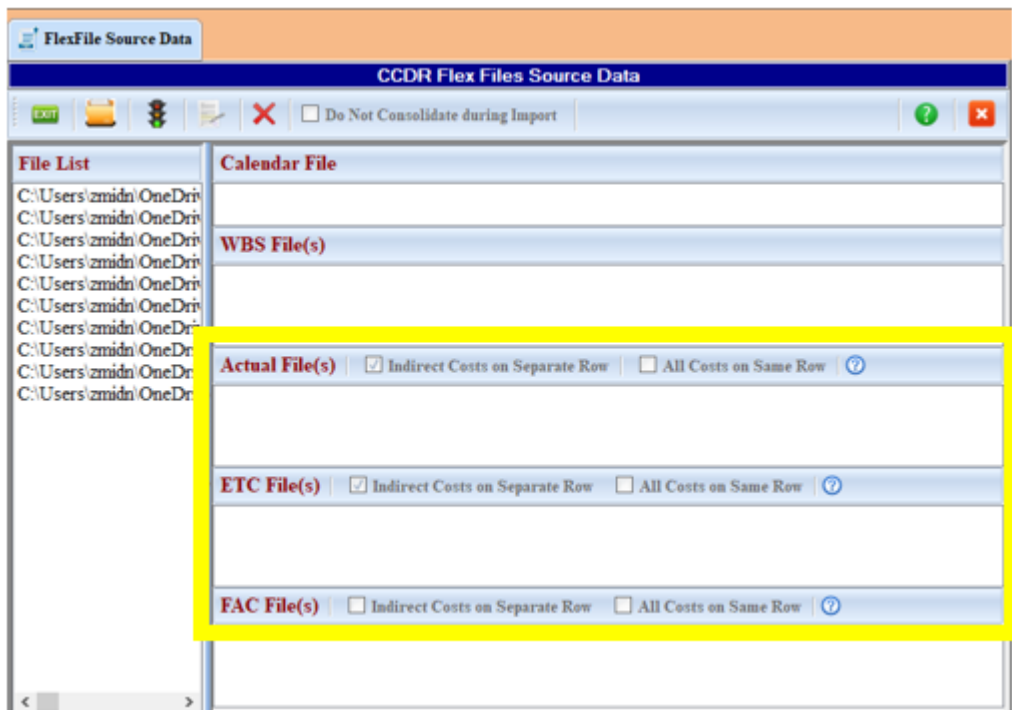 FlexFile Source Data
CCDR Flex Files Source Data
EXIT
Do Not Consolidate during Import
?
File List
Calendar File
C:\Users\zmidn\OneDriv
C:\Users\zmidn\OneDriv
C:\Users\zmidn\OneDriv
C:\Users\zmidn\OneDriv
C:\Users\zmidn\OneDriv
C:\Users\zmidn\OneDriv
C:\Users\zmidn\OneDri
C:\Users\zmidn\OneDr
C:\Users\zmidn\OneDr
C:\Users\zmidn\OneDr
WBS File(s)
Actual File(s) Indirect Costs on Separate Row All Costs on Same Row ?
ETC File(s) Indirect Costs on Separate Row All Costs on Same Row ?
FAC File(s) Indirect Costs on Separate Row All Costs on Same Row ?